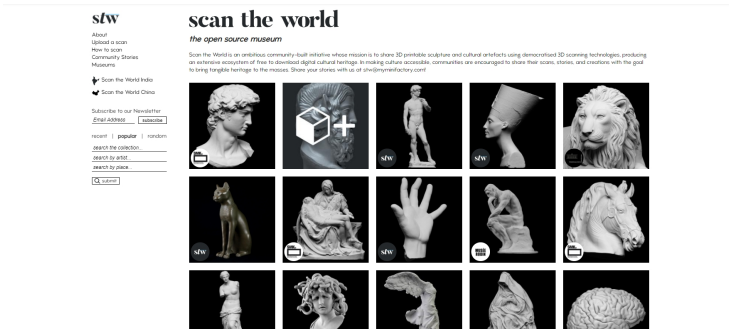 stw
About
Upload a scan
How to scan
Community Stories
Museums
Scan the World India
Scan the World China
Subscribe to our Newsletter
Email Address subscribe
recent | popular | random
search the collection...
search by artist...
search by place...
submit
scan the world
the open source museum
Scan the World is an ambitious community-built initiative whose mission is to share 3D printable sculpture and cultural artefacts using democratised 3D scanning technologies, producing
an extensive ecosystem of free to download digital cultural heritage. In making culture accessible, communities are encouraged to share their scans, stories, and creations with the goal
to bring tangible heritage to the masses. Share your stories with us at stw@myminifactory.com!
stw
stw
stw
stw
MUSÉE
RODIN